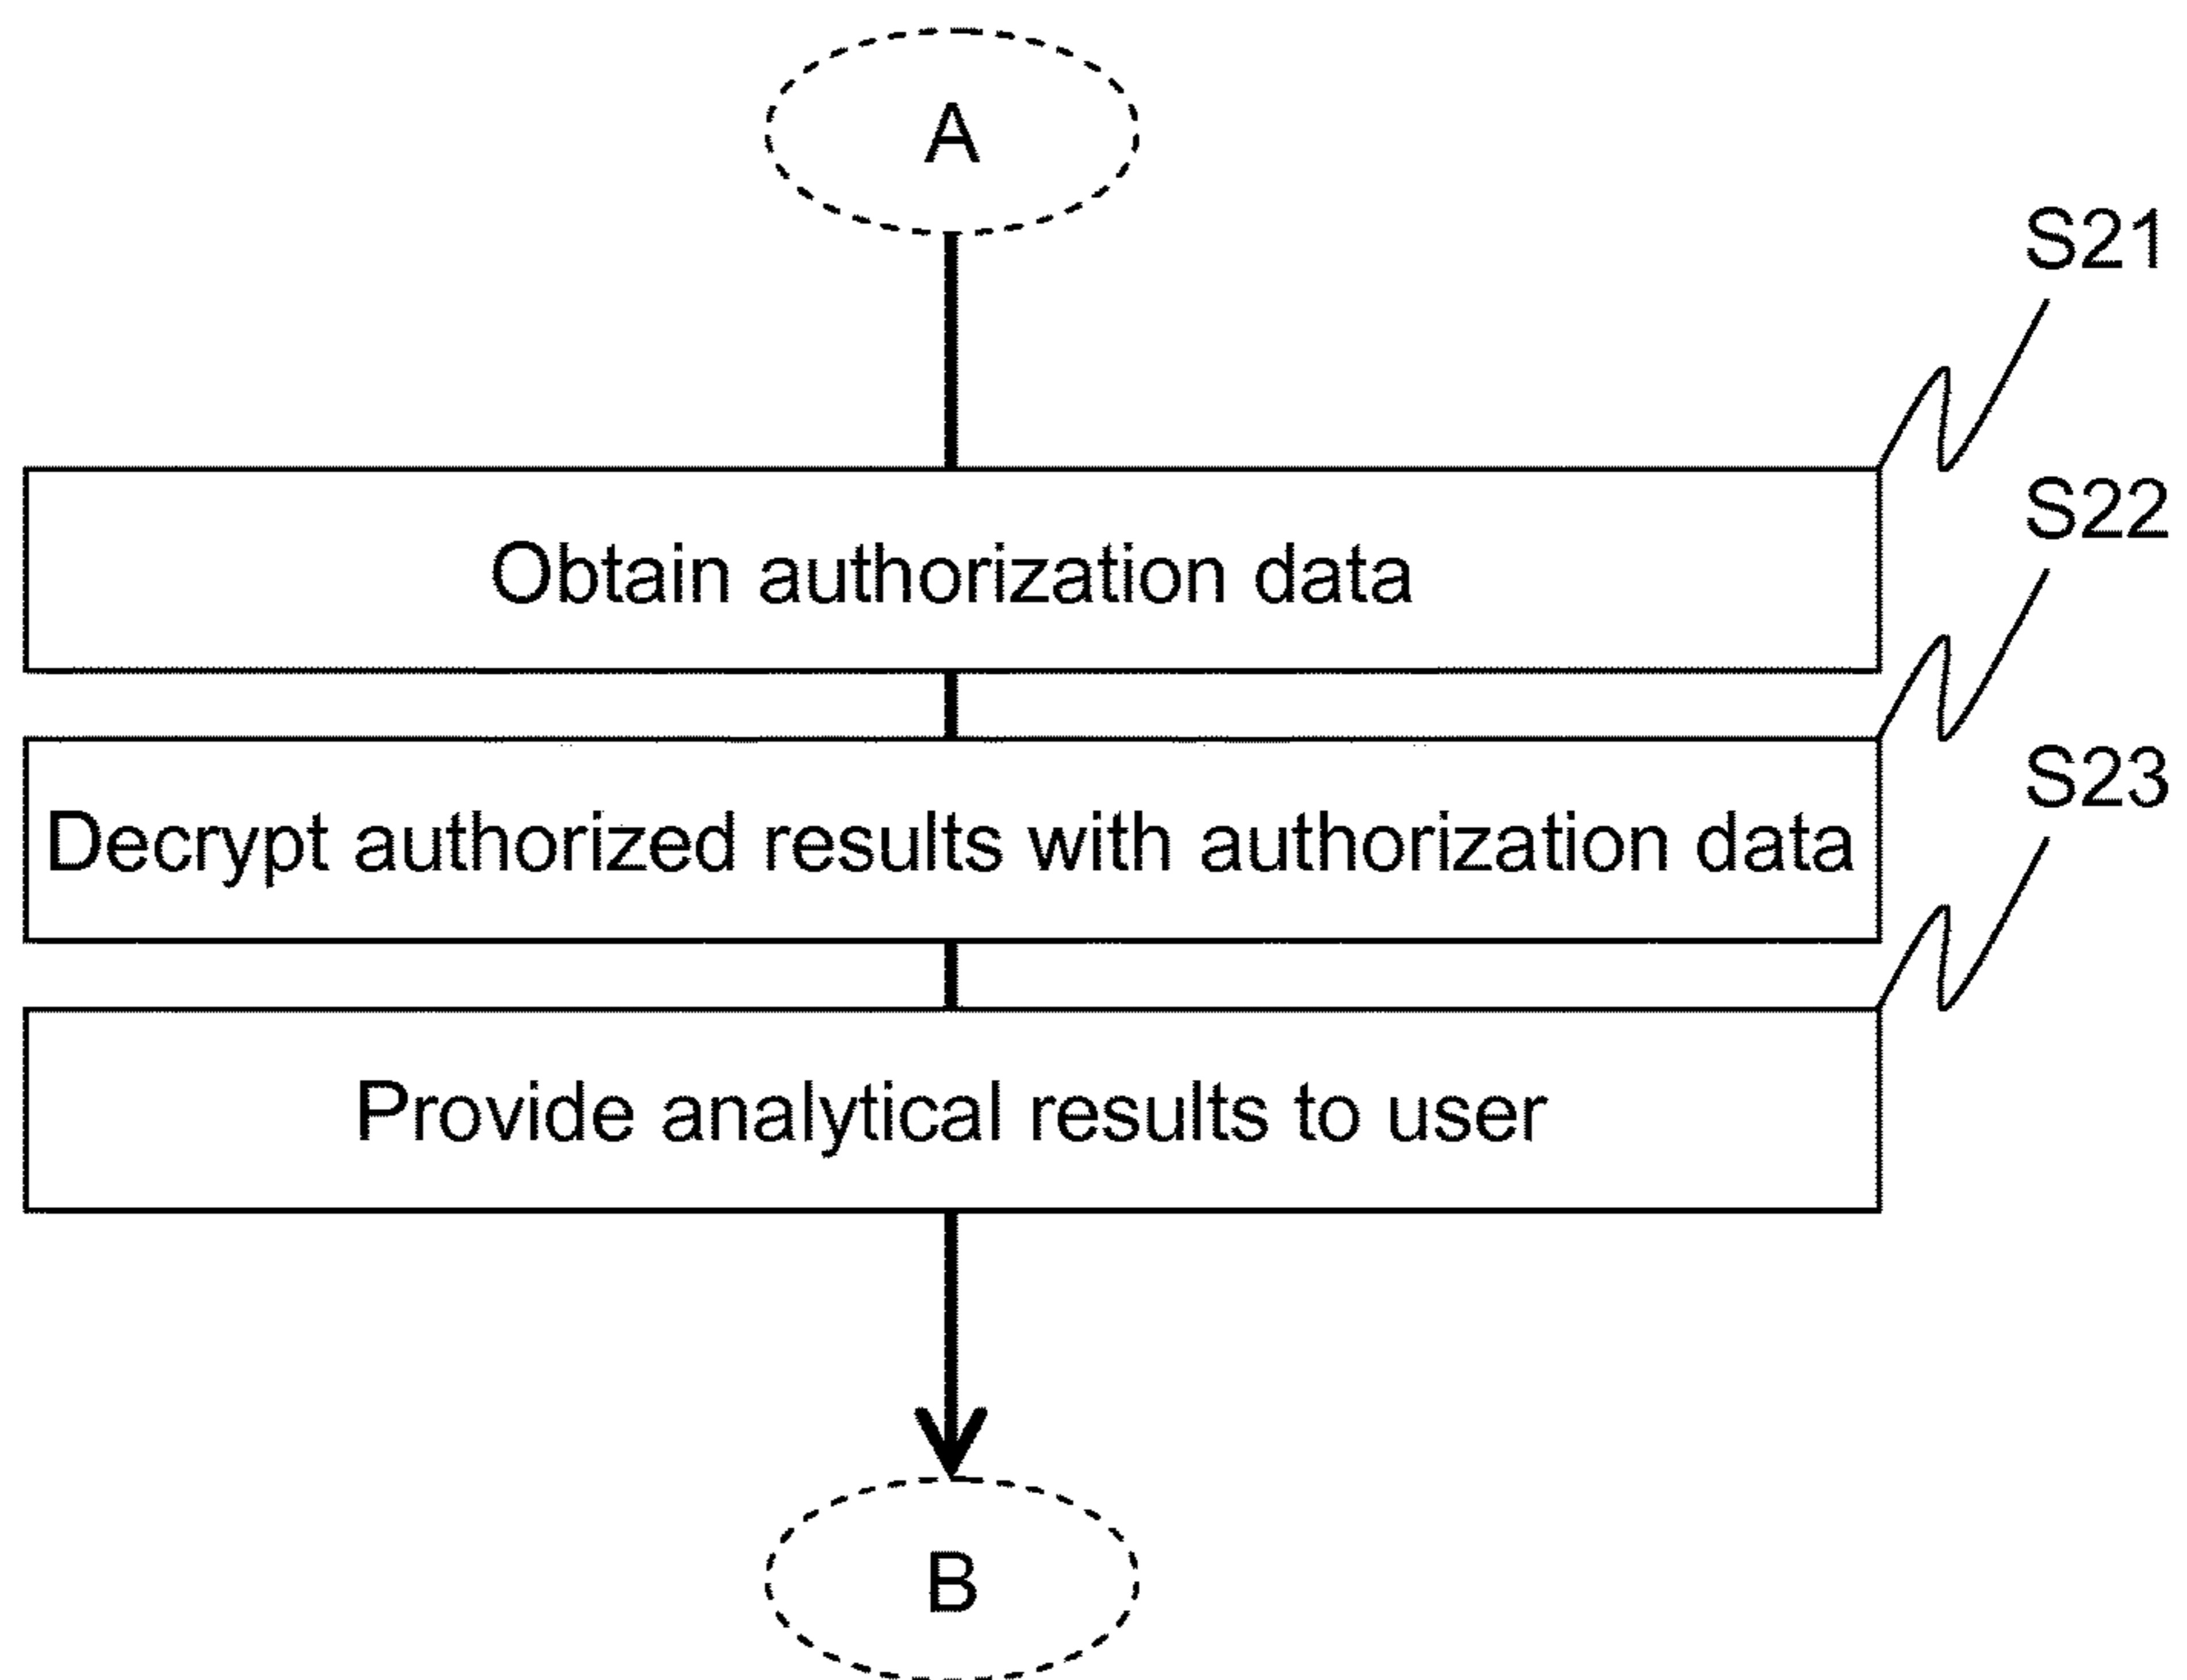 A
S21
Obtain authorization data
S22
Decrypt authorized results with authorization data
S23
Provide analytical results to user
B